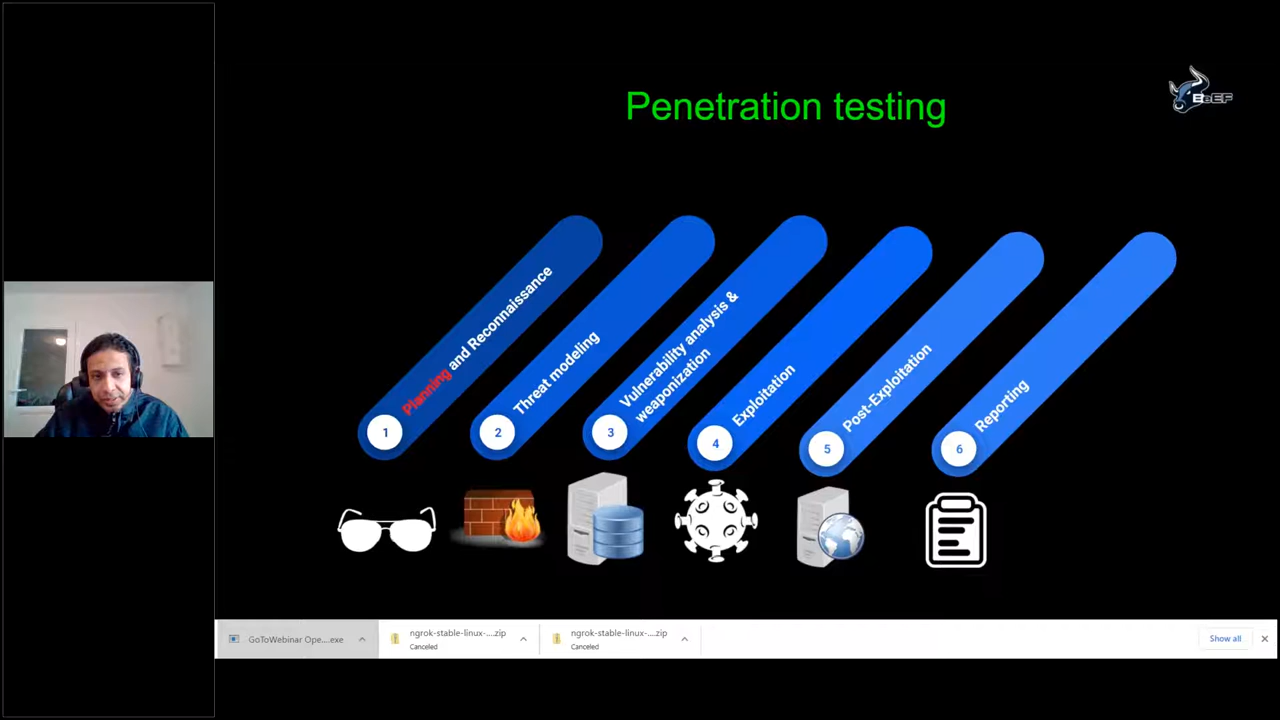 Penetration testing
BeEF
Planning and Reconnaissance
Threat modeling
Vulnerability analysis &
weaponization
Exploitation
Post-Exploitation
Reporting
1
2
3
4
5
6
GoToWebinar Ope....exe
ngrok-stable-linux-....zip
Canceled
ngrok-stable-linux-....zip
Canceled
Show all